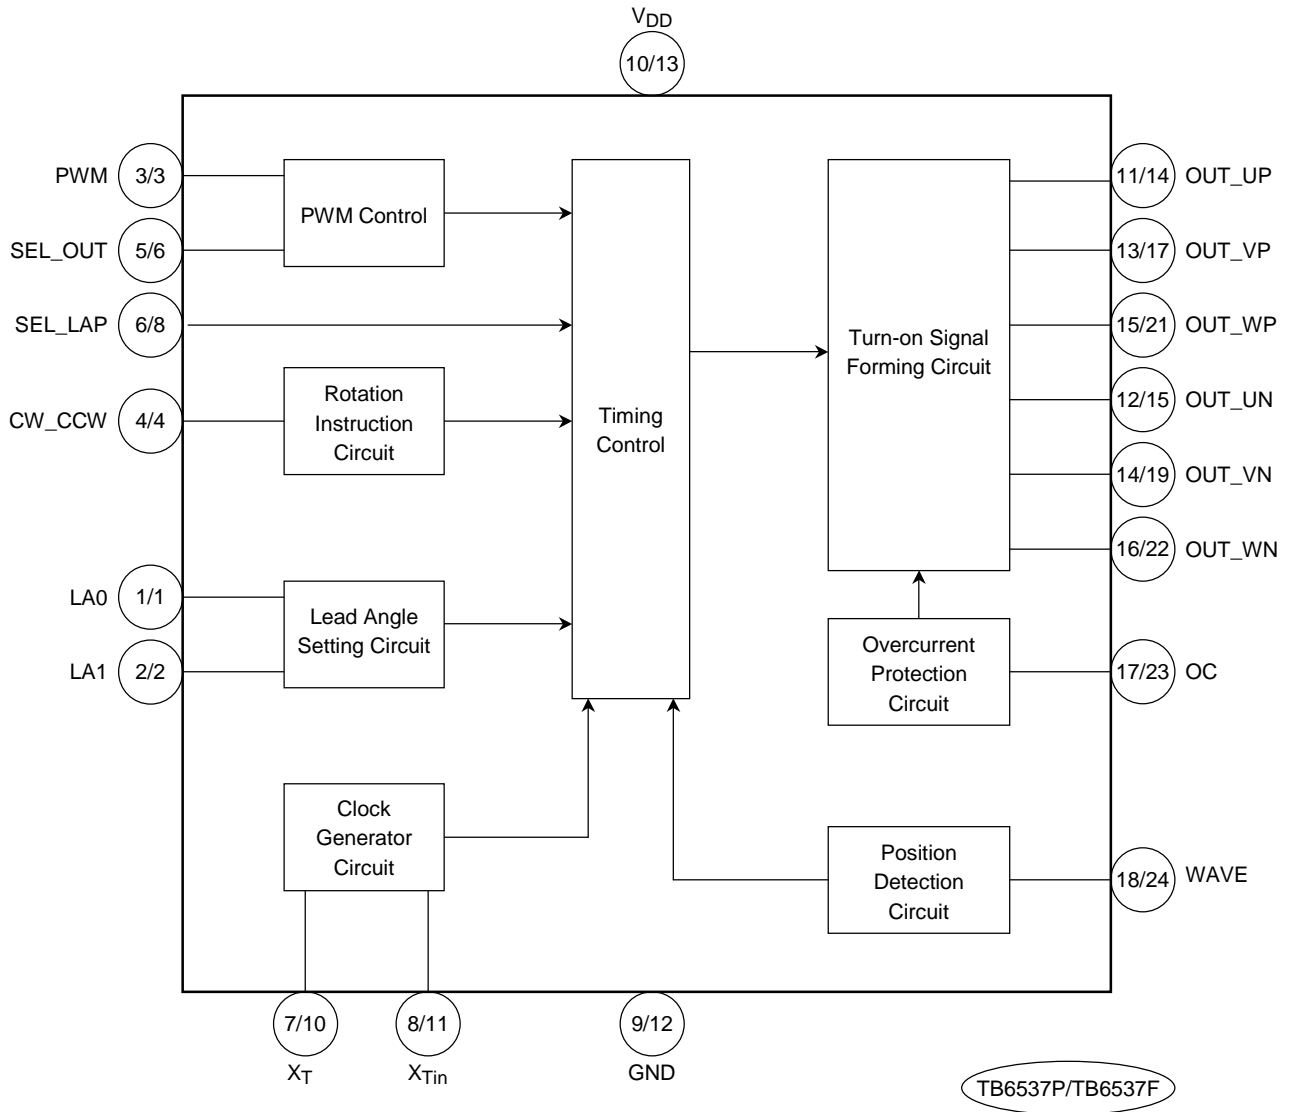 VDD
10/13
PWM
3/3
PWM Control
SEL_OUT
5/6
SEL_LAP
6/8
CW_CCW
4/4
Rotation
Instruction
Circuit
LA0
1/1
Lead Angle
Setting Circuit
LA1
2/2
Clock
Generator
Circuit
Timing
Control
Turn-on Signal
Forming Circuit
11/14
OUT_UP
13/17
OUT_VP
15/21
OUT_WP
12/15
OUT_UN
14/19
OUT_VN
16/22
OUT_WN
Overcurrent
Protection
Circuit
17/23
OC
Position
Detection
Circuit
18/24
WAVE
7/10
XT
8/11
XTin
9/12
GND
TB6537P/TB6537F